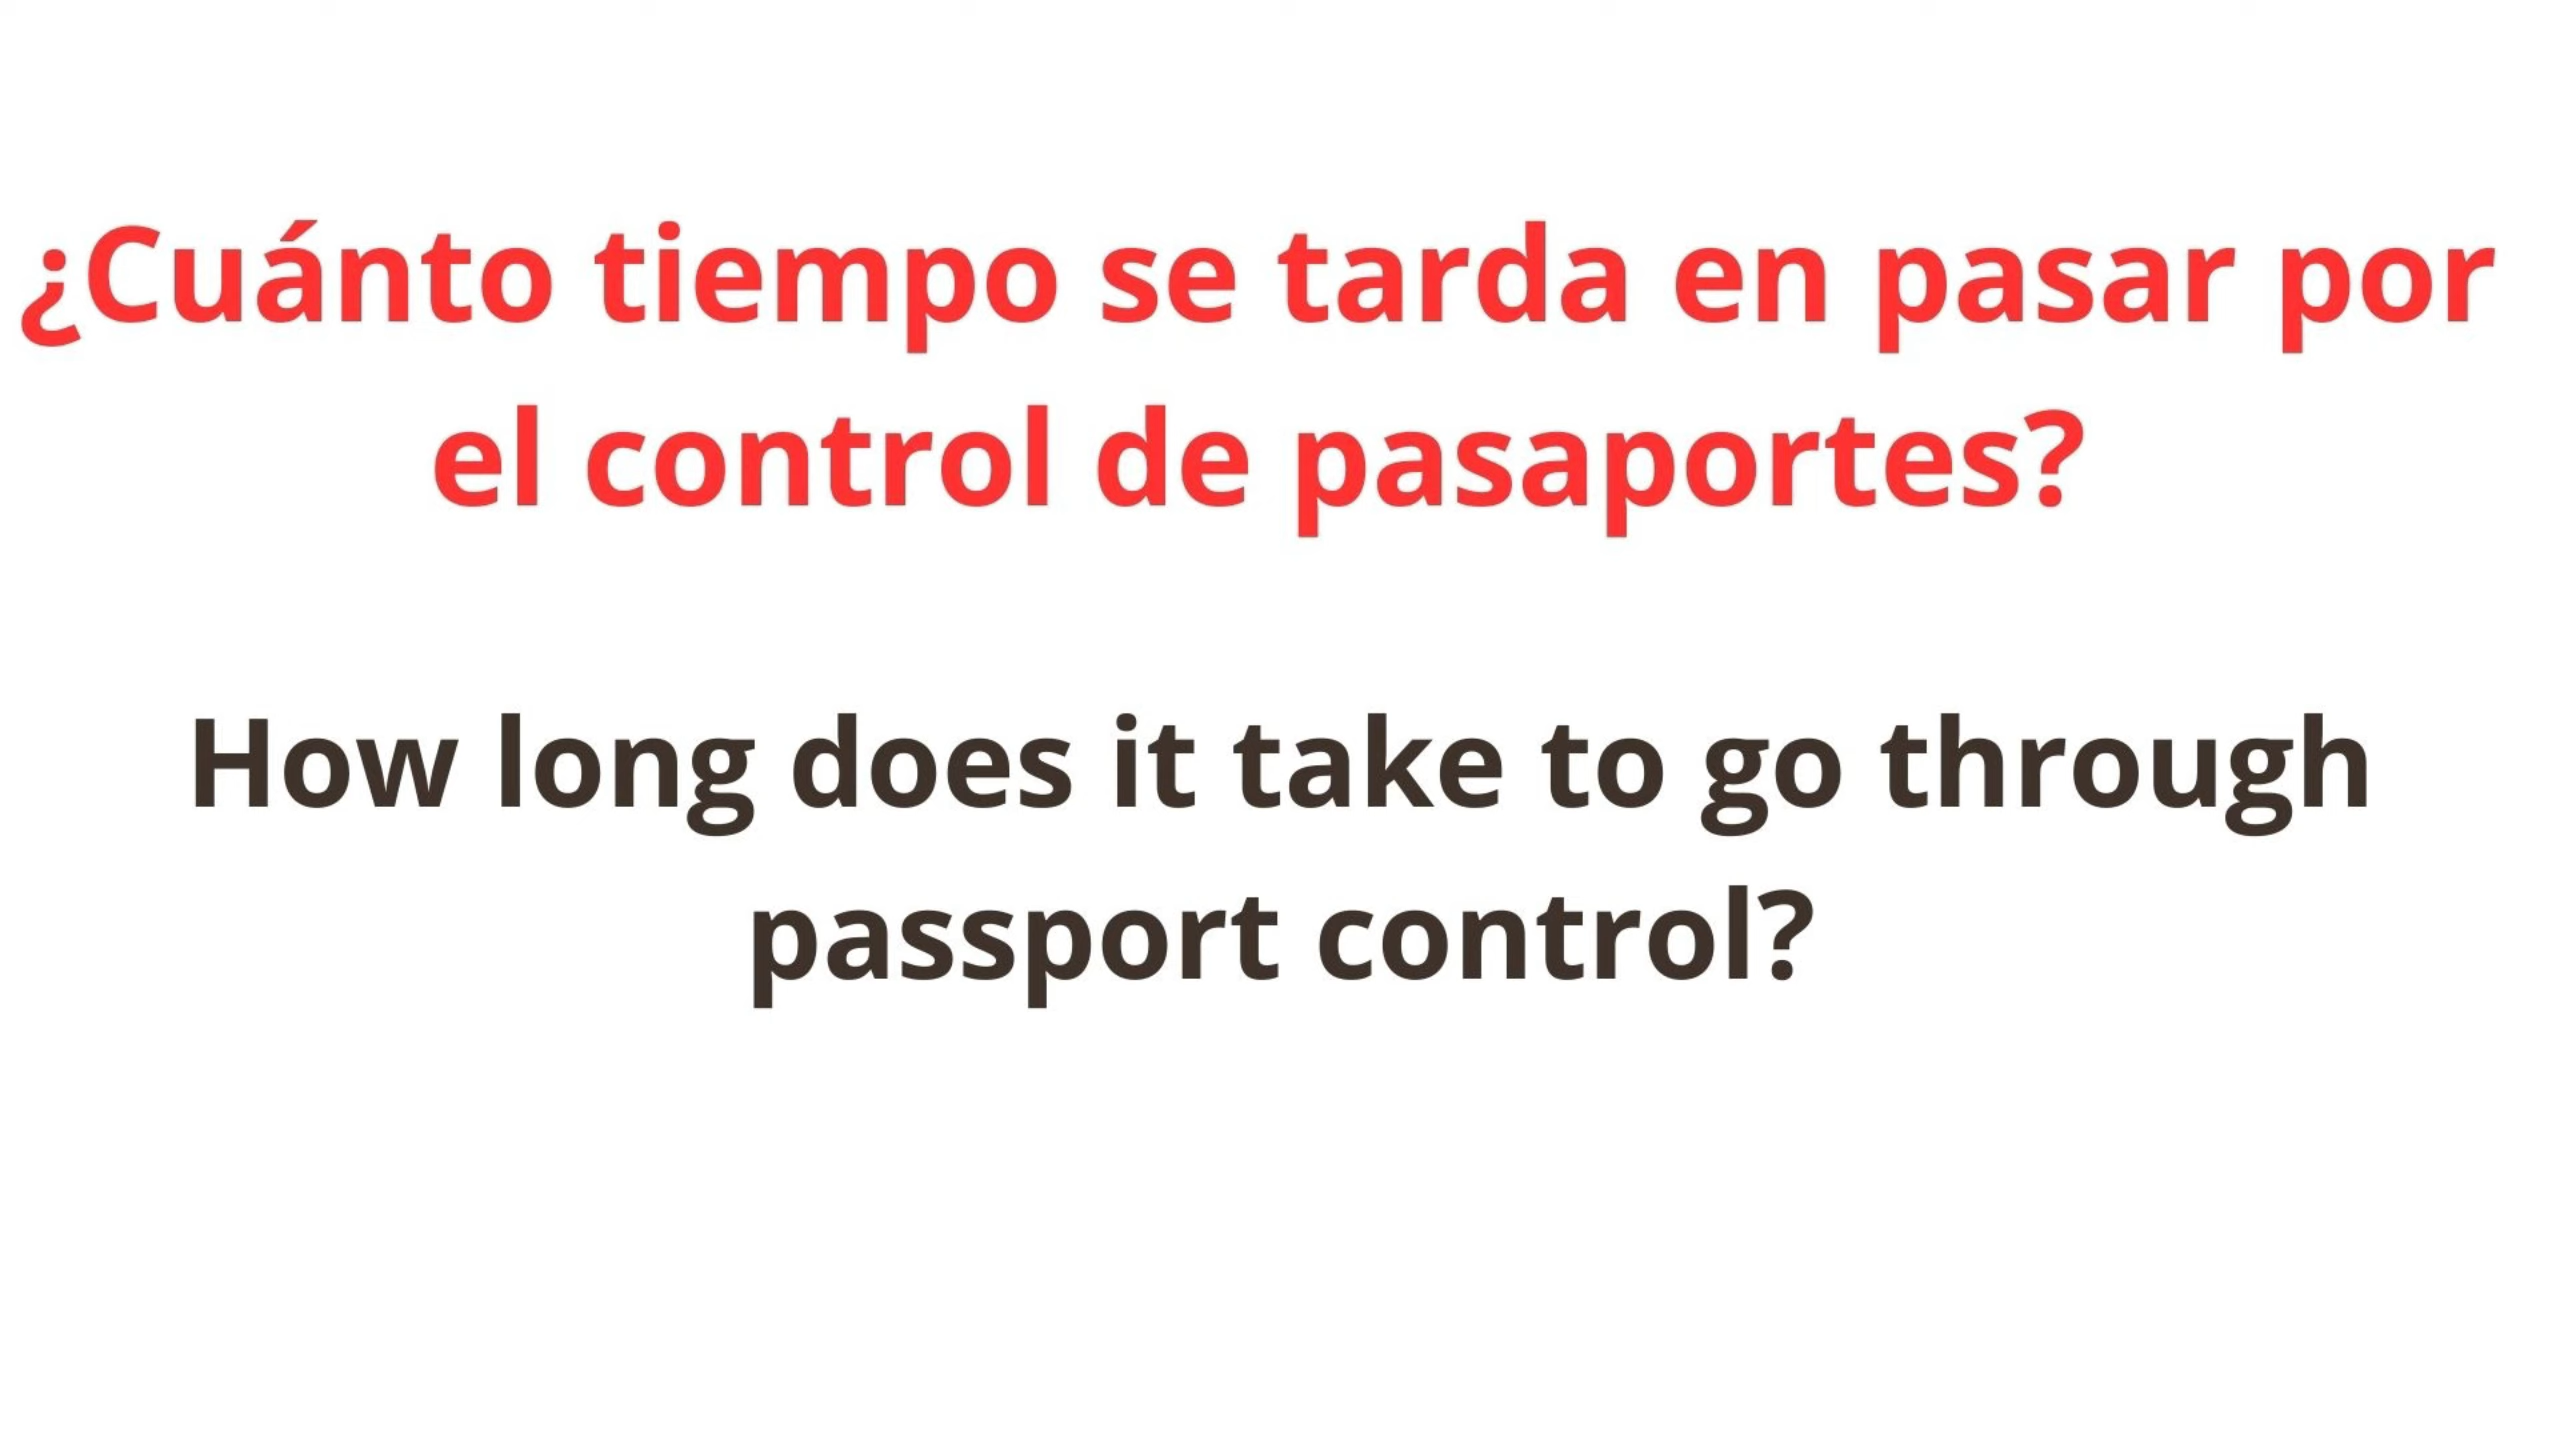 ¿Cuánto tiempo se tarda en pasar por
el control de pasaportes?
How long does it take to go through
passport control?